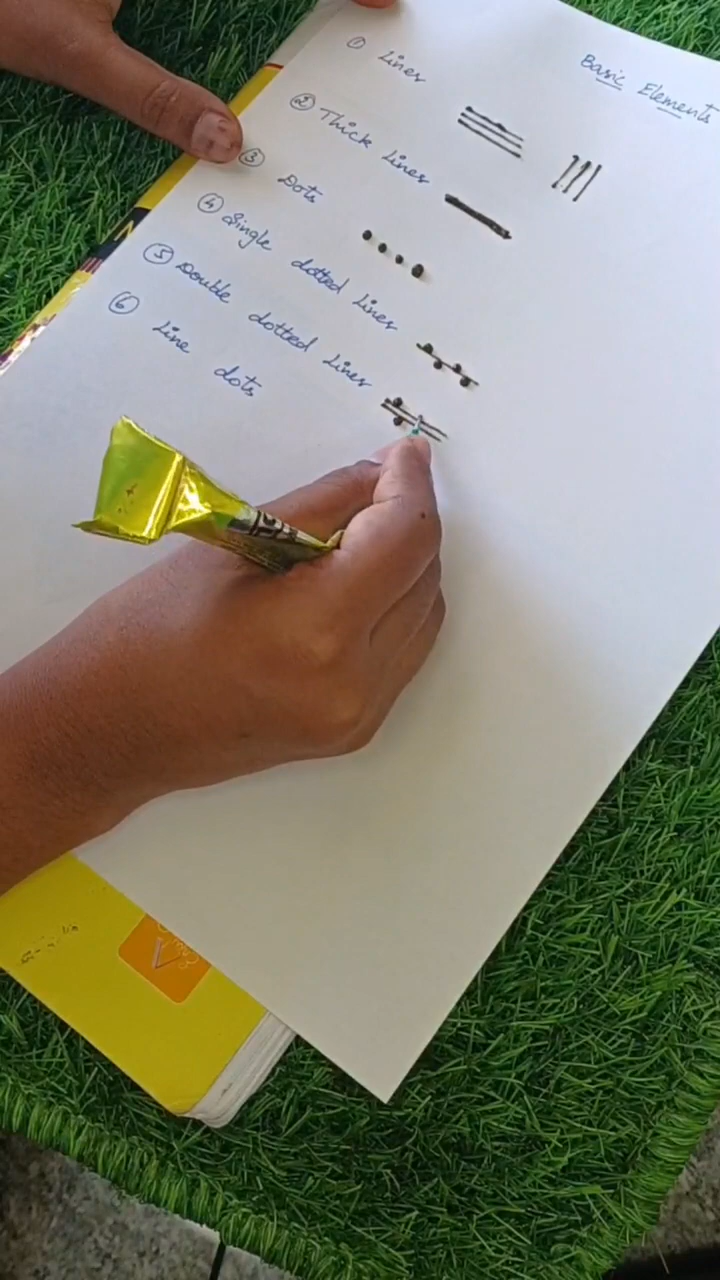 Basic Elements
① Lines
② Thick Lines
③ Dots
④ Single dotted Lines
⑤ Double dotted Lines
⑥ Line dots